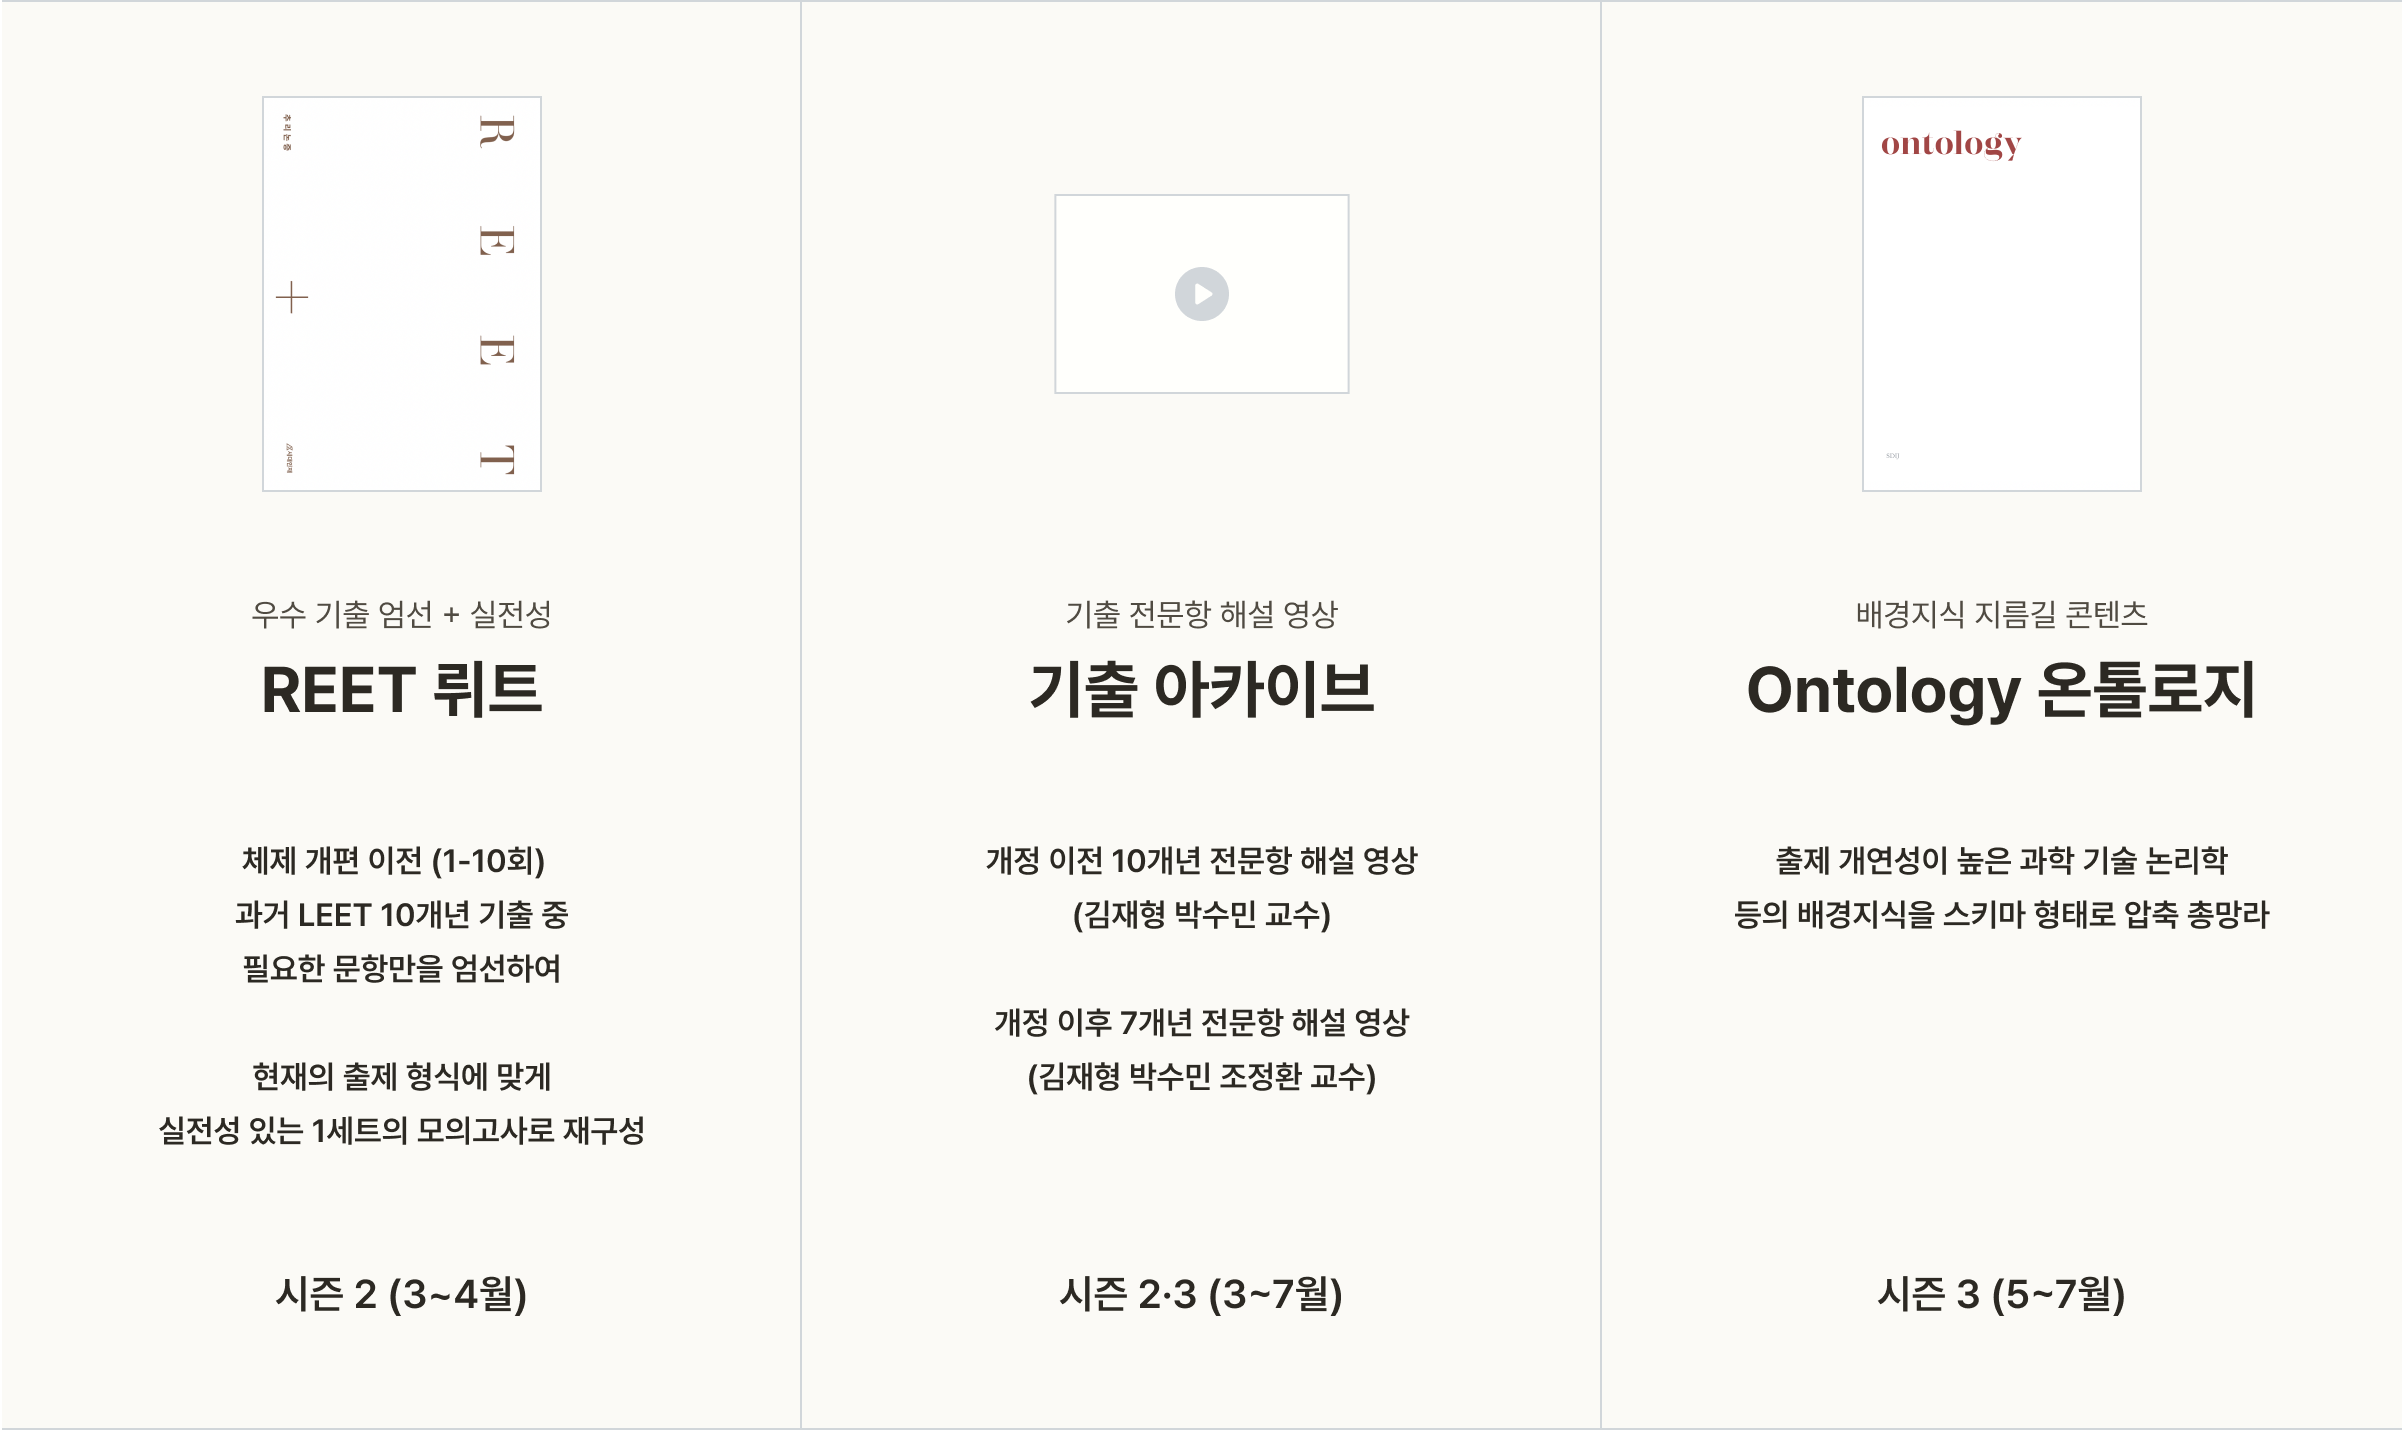 추리논증
REET
시대인재
우수 기출 엄선 + 실전성
REET 뤼트
체제 개편 이전 (1-10회)
과거 LEET 10개년 기출 중
필요한 문항만을 엄선하여
현재의 출제 형식에 맞게
실전성 있는 1세트의 모의고사로 재구성
시즌 2 (3~4월)
기출 전문항 해설 영상
기출 아카이브
개정 이전 10개년 전문항 해설 영상
(김재형 박수민 교수)
개정 이후 7개년 전문항 해설 영상
(김재형 박수민 조정환 교수)
시즌 2·3 (3~7월)
ontology
배경지식 지름길 콘텐츠
Ontology 온톨로지
출제 개연성이 높은 과학 기술 논리학
등의 배경지식을 스키마 형태로 압축 총망라
시즌 3 (5~7월)